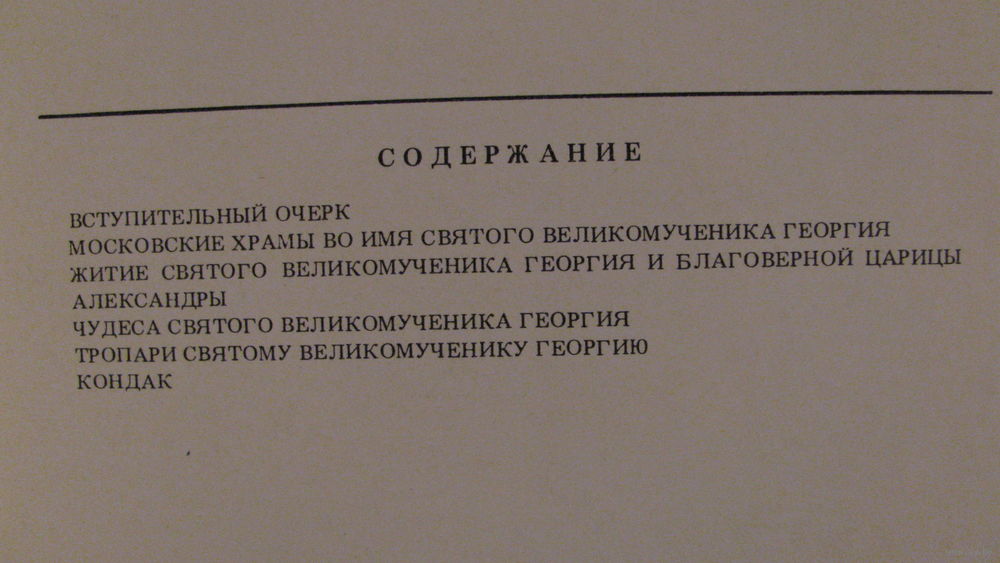 СОДЕРЖАНИЕ
ВСТУПИТЕЛЬНЫЙ ОЧЕРК
МОСКОВСКИЕ ХРАМЫ ВО ИМЯ СВЯТОГО ВЕЛИКОМУЧЕНИКА ГЕОРГИЯ
ЖИТИЕ СВЯТОГО ВЕЛИКОМУЧЕНИКА ГЕОРГИЯ И БЛАГОВЕРНОЙ ЦАРИЦЫ
АЛЕКСАНДРЫ
ЧУДЕСА СВЯТОГО ВЕЛИКОМУЧЕНИКА ГЕОРГИЯ
ТРОПАРИ СВЯТОМУ ВЕЛИКОМУЧЕНИКУ ГЕОРГИЮ
КОНДАК